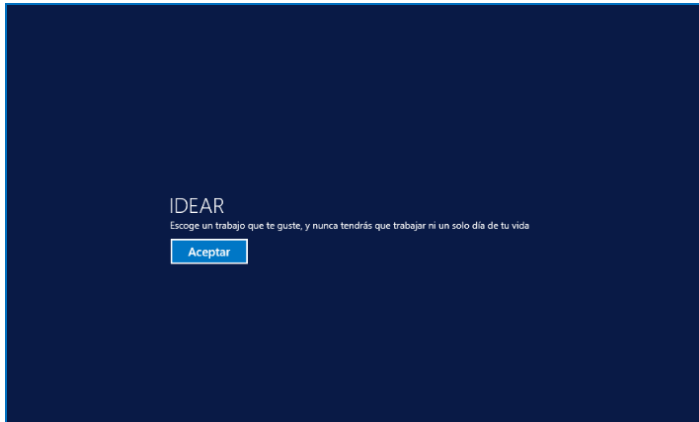 IDEAR
Escoge un trabajo que te guste, y nunca tendrás que trabajar ni un solo día de tu vida
Aceptar